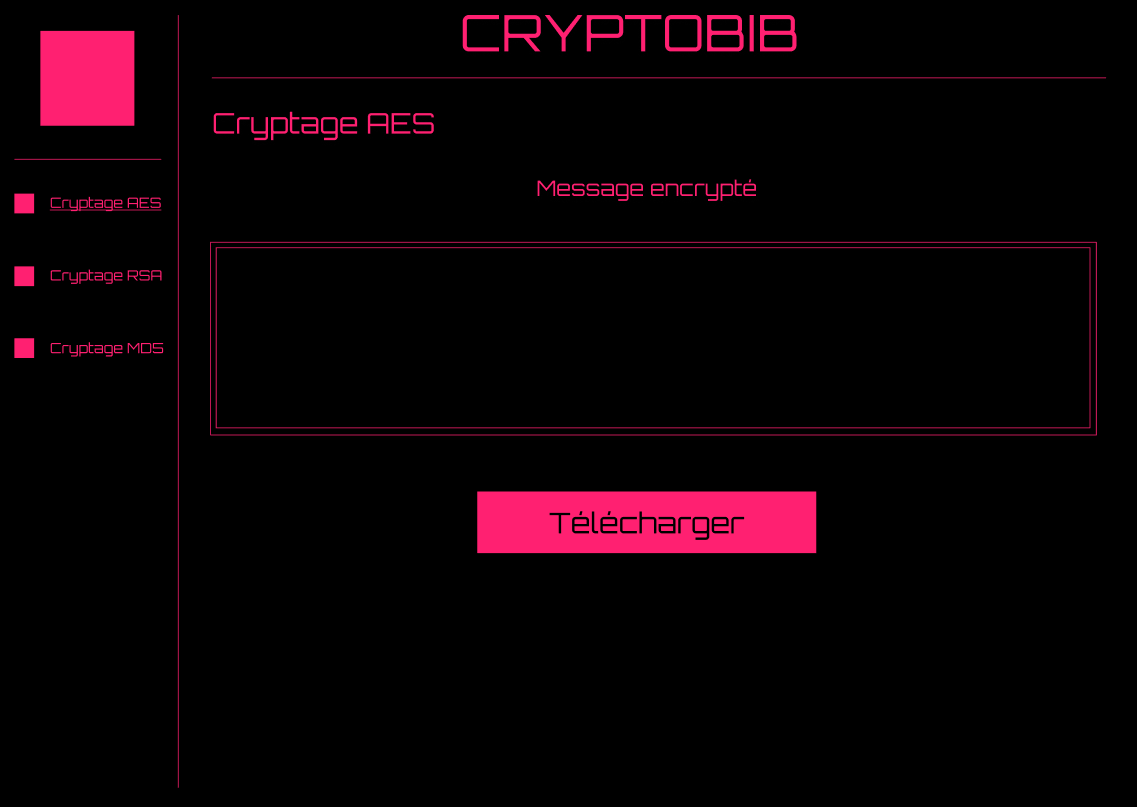 CRYPTOBIB
Cryptage AES
Message encrypté
Cryptage AES
Cryptage RSA
Cryptage MD5
Télécharger